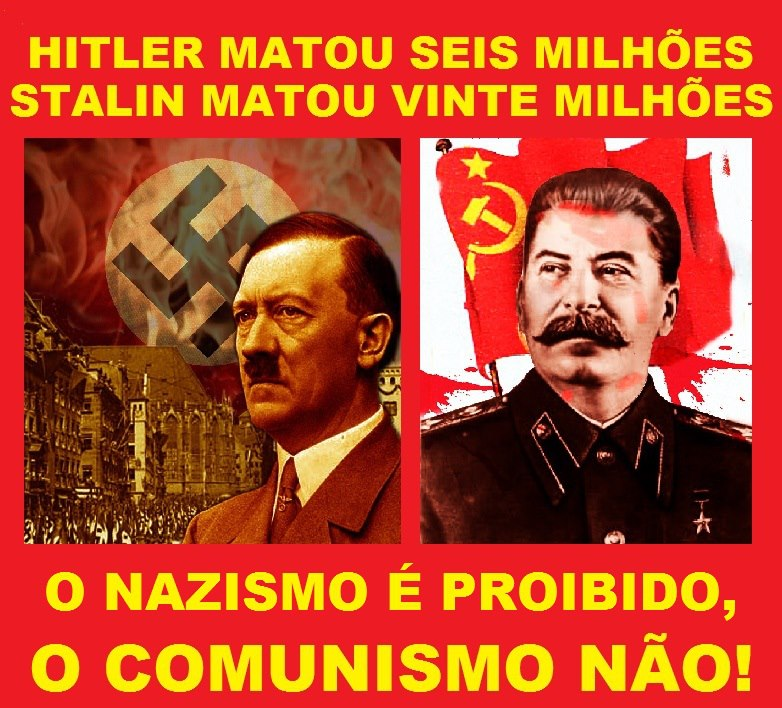 HITLER MATOU SEIS MILHÕES
STALIN MATOU VINTE MILHÕES
O NAZISMO É PROIBIDO,
O COMUNISMO NÃO!